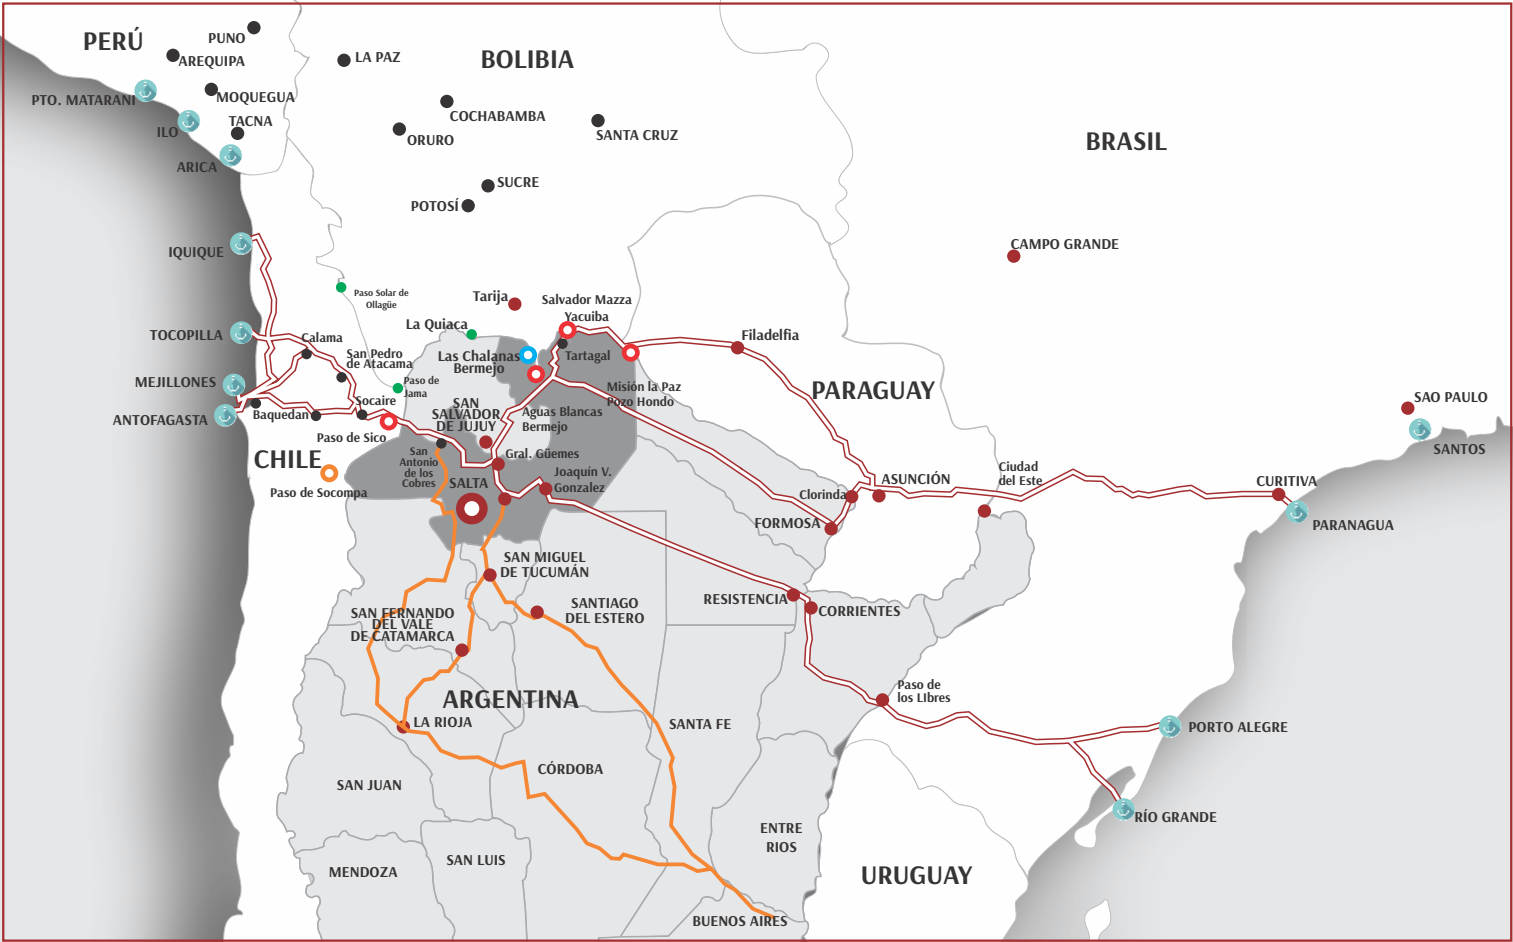 PERÚ
PUNO
AREQUIPA
LA PAZ
BOLIBIA
PTO. MATARANI
MOQUEGUA
TACNA
ILO
ARICA
COCHABAMBA
ORURO
SANTA CRUZ
SUCRE
POTOSÍ
BRASIL
CAMPO GRANDE
IQUIQUE
Paso Solar de
Ollagüe
Tarija
Salvador Mazza
Yacuiba
La Quiaca
TOCOPILLA
Calama
San Pedro
de Atacama
Las Chalanas
Bermejo
Tartagal
Filadelfia
MEJILLONES
Paso de
Jama
Misión la Paz
Pozo Hondo
PARAGUAY
ANTOFAGASTA
Baquedan
Socaire
SAN
SALVADOR
DE JUJUY
Aguas Blancas
Bermejo
SAO PAULO
SANTOS
Paso de Sico
CHILE
San
Antonio
de los
Cobres
Gral. Güemes
Joaquín V.
Gonzalez
Paso de Socompa
SALTA
Clorinda
ASUNCIÓN
Ciudad
del Este
CURITIVA
PARANAGUA
FORMOSA
SAN MIGUEL
DE TUCUMÁN
SANTIAGO
DEL ESTERO
RESISTENCIA
CORRIENTES
SAN FERNANDO
DEL VALE
DE CATAMARCA
ARGENTINA
LA RIOJA
SANTA FE
Paso de
los LIbres
PORTO ALEGRE
SAN JUAN
CÓRDOBA
RÍO GRANDE
ENTRE
RIOS
MENDOZA
SAN LUIS
URUGUAY
BUENOS AIRES